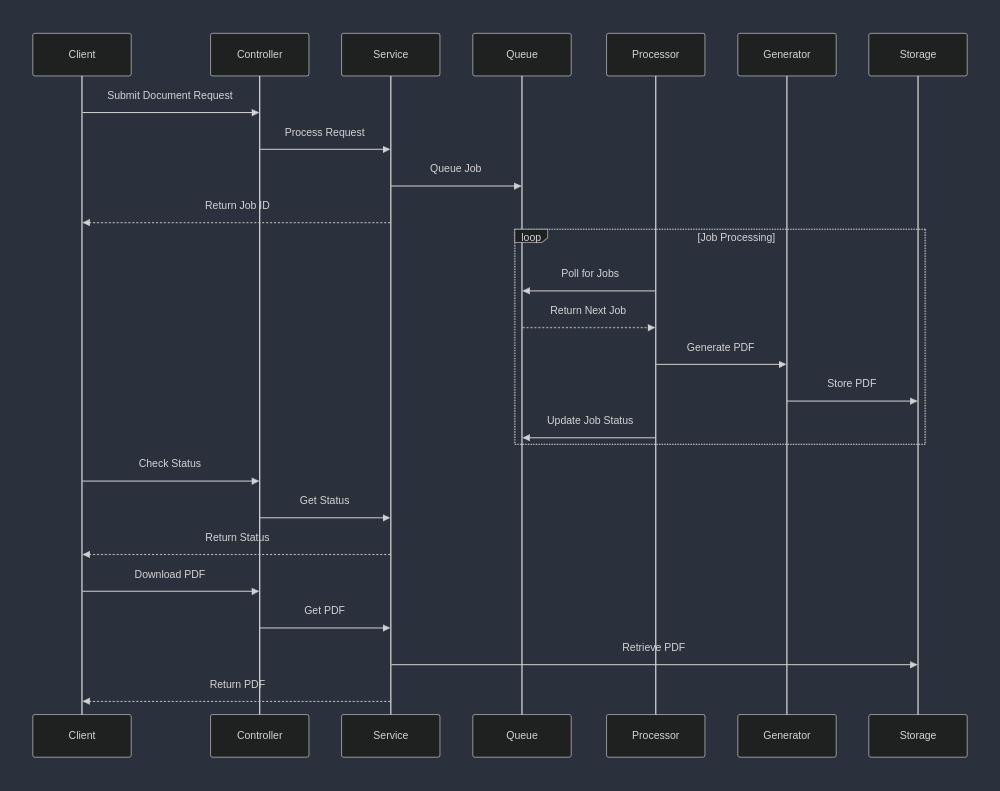 Client
Controller
Service
Queue
Processor
Generator
Storage
Submit Document Request
Process Request
Queue Job
Return Job ID
loop
[Job Processing]
Poll for Jobs
Return Next Job
Generate PDF
Store PDF
Update Job Status
Check Status
Get Status
Return Status
Download PDF
Get PDF
Retrieve PDF
Return PDF
Client
Controller
Service
Queue
Processor
Generator
Storage